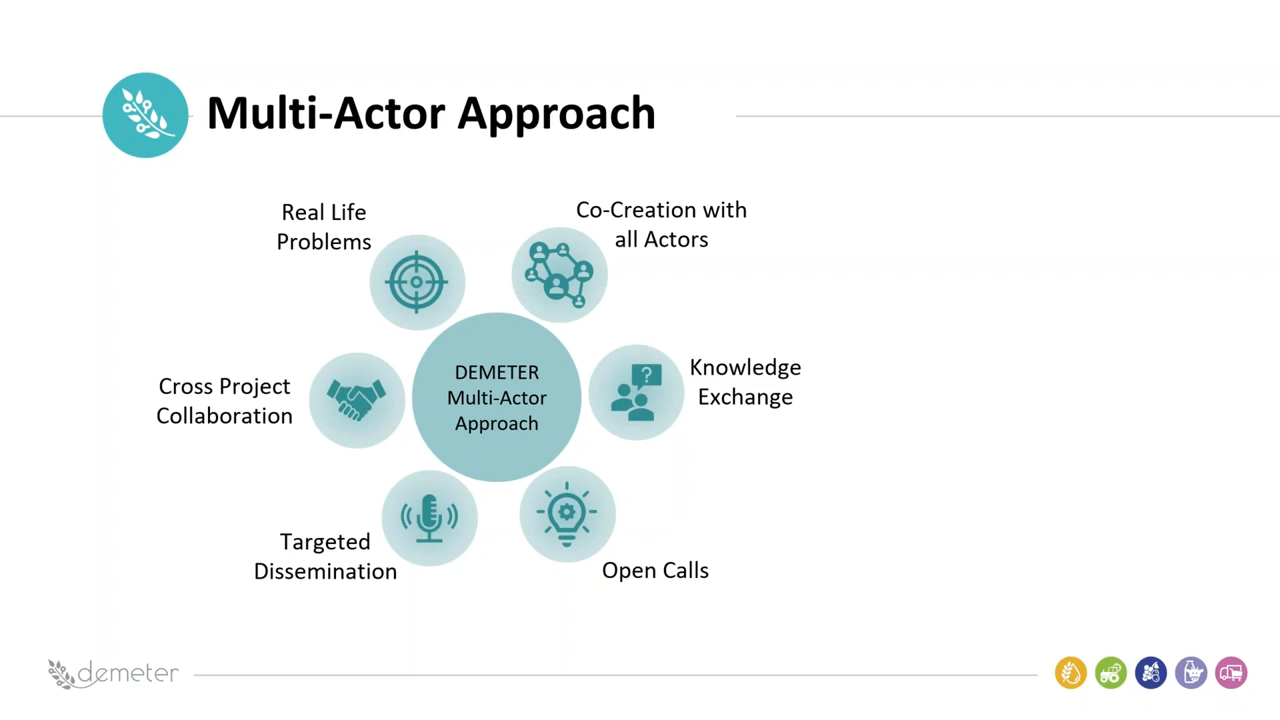 Multi-Actor Approach
Real Life
Problems
Co-Creation with
all Actors
Cross Project
Collaboration
DEMETER
Multi-Actor
Approach
Knowledge
Exchange
?
Targeted
Dissemination
Open Calls
demeter